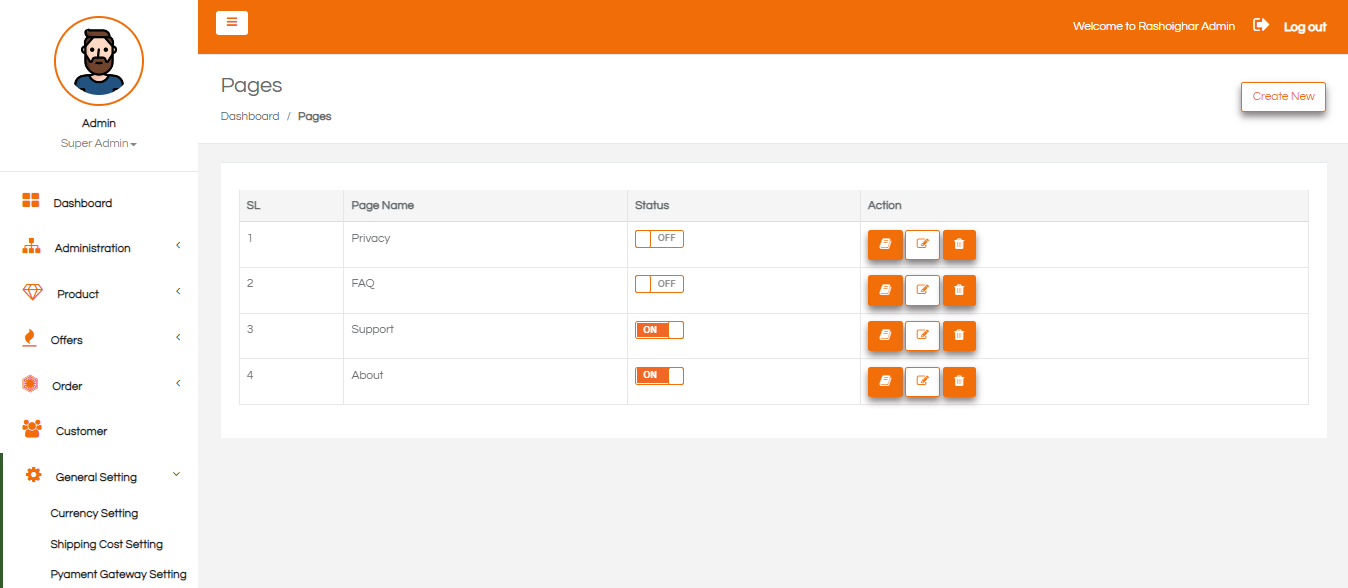 Welcome to Rashoighar Admin Log out
Admin
Super Admin
Dashboard
Administration
Product
Offers
Order
Customer
General Setting
Currency Setting
Shipping Cost Setting
Pyament Gateway Setting
Pages
Dashboard / Pages
Create New
SL Page Name Status Action
1 Privacy OFF
2 FAQ OFF
3 Support ON
4 About ON